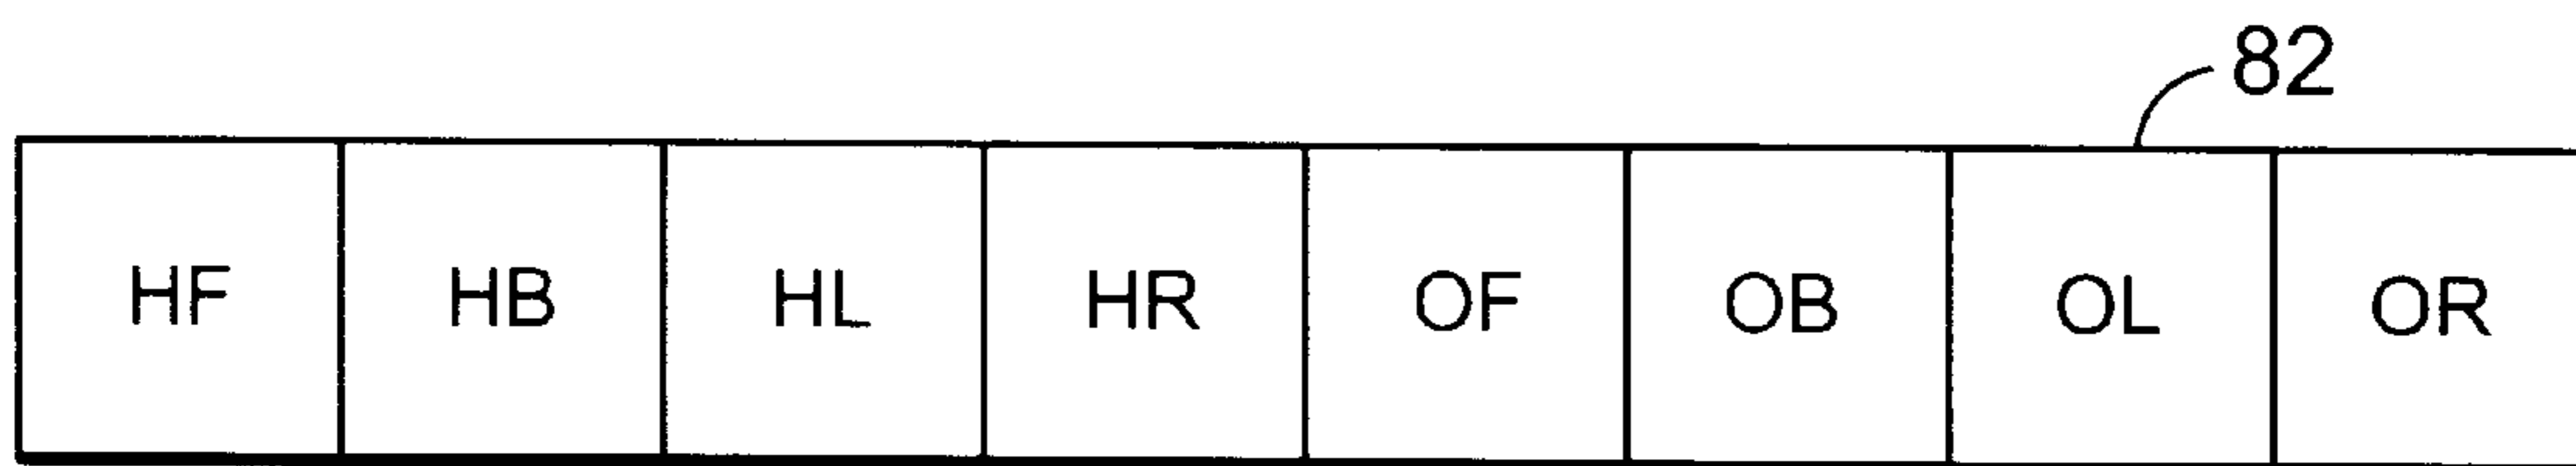 82
HF HB HL HR OF OB OL OR